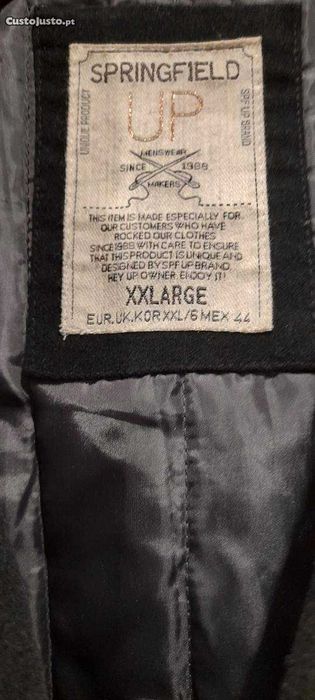 CustoJusto.pt
SPRINGFIELD
UP
UNIQUE PRODUCT
SPF UP BRAND
MENSWEAR
SINCE 1988
MAKERS
THIS ITEM IS MADE ESPECIALLY FOR
OUR CUSTOMERS WHO HAVE
ROCKED OUR CLOTHES
SINCE 1988 WITH CARE TO ENSURE
THAT THIS PRODUCT IS UNIQUE AND
DESIGNED BY SPF UP BRAND.
HEY UP OWNER, ENJOY IT!
XXLARGE
EUR.UK.KOR XXL/6 MEX 44